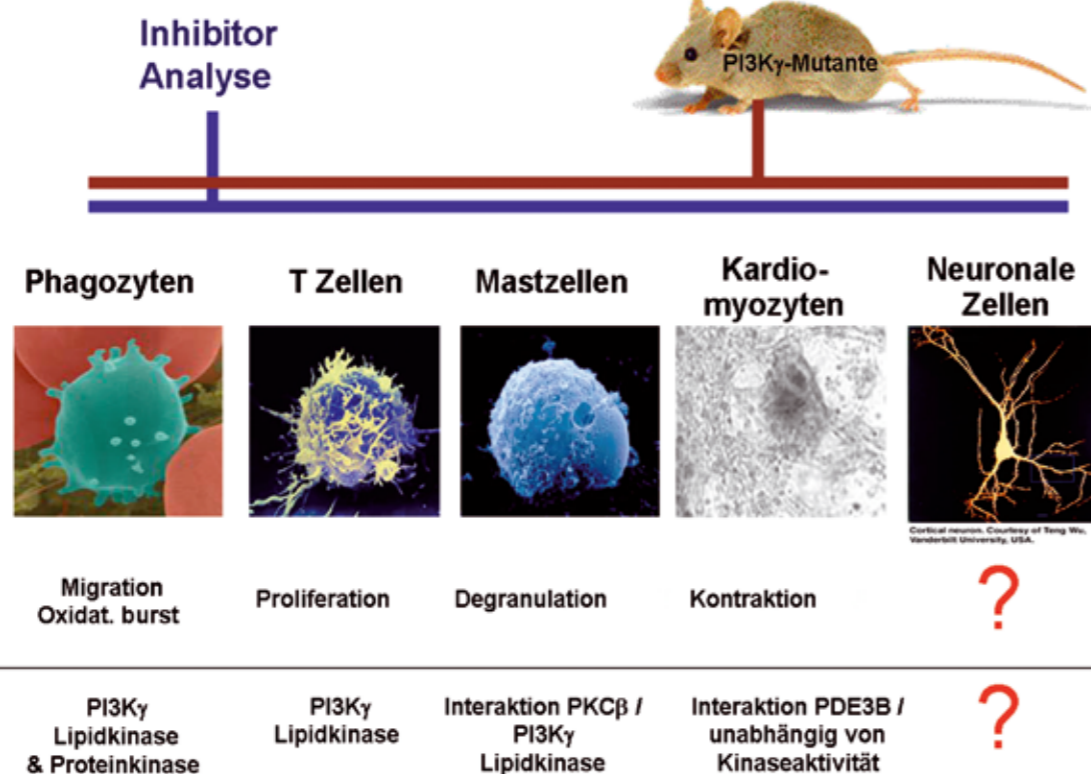 Inhibitor
Analyse
PI3Kγ-Mutante
Phagozyten
T Zellen
Mastzellen
Kardio-
myozyten
Neuronale
Zellen
Cortical neuron. Courtesy of Teng Wu,
Vanderbilt University, USA.
Migration
Oxidat. burst
Proliferation
Degranulation
Kontraktion
?
PI3Kγ
Lipidkinase
& Proteinkinase
PI3Kγ
Lipidkinase
Interaktion PKCβ /
PI3Kγ
Lipidkinase
Interaktion PDE3B /
unabhängig von
Kinaseaktivität
?